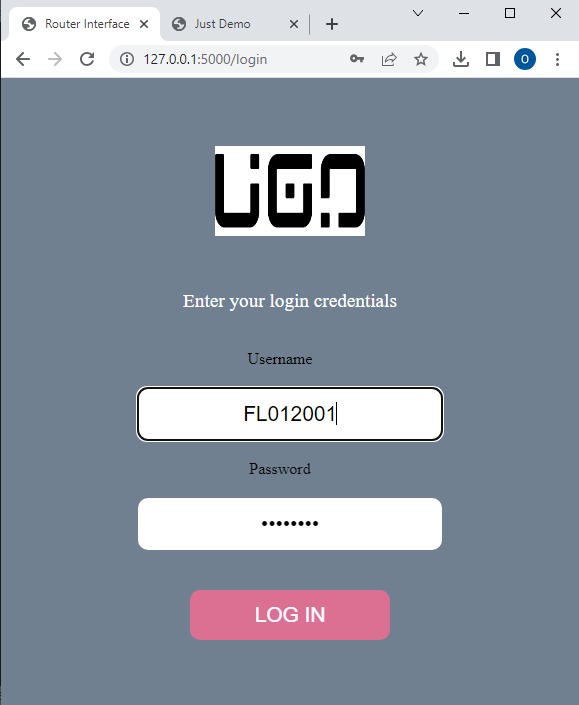 Router Interface
Just Demo
127.0.0.1:5000/login
O
Enter your login credentials
Username
FL012001
Password
••••••••
LOG IN